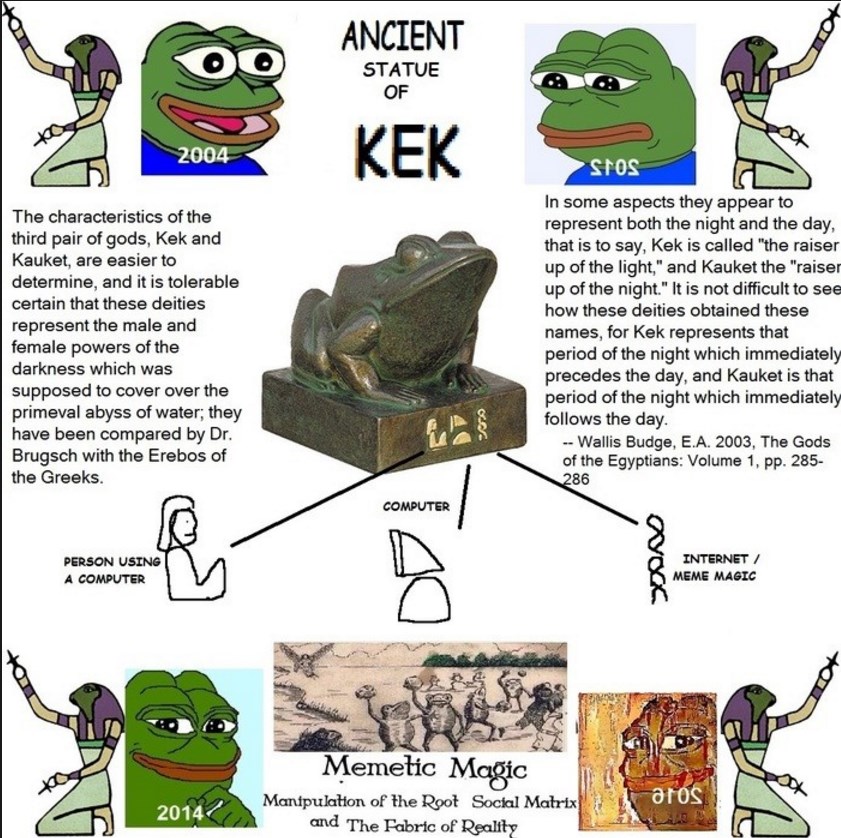 ANCIENT
STATUE
OF
KEK
2004
2012
The characteristics of the
third pair of gods, Kek and
Kauket, are easier to
determine, and it is tolerable
certain that these deities
represent the male and
female powers of the
darkness which was
supposed to cover over the
primeval abyss of water; they
have been compared by Dr.
Brugsch with the Erebos of
the Greeks.
In some aspects they appear to
represent both the night and the day,
that is to say, Kek is called "the raiser
up of the light," and Kauket the "raiser
up of the night." It is not difficult to see
how these deities obtained these
names, for Kek represents that
period of the night which immediately
precedes the day, and Kauket is that
period of the night which immediately
follows the day.
-- Wallis Budge, E.A. 2003, The Gods
of the Egyptians: Volume 1, pp. 285-
286
PERSON USING
A COMPUTER
COMPUTER
INTERNET /
MEME MAGIC
2014
Memetic Magic
Manipulation of the Root Social Matrix
and The Fabric of Reality
2016